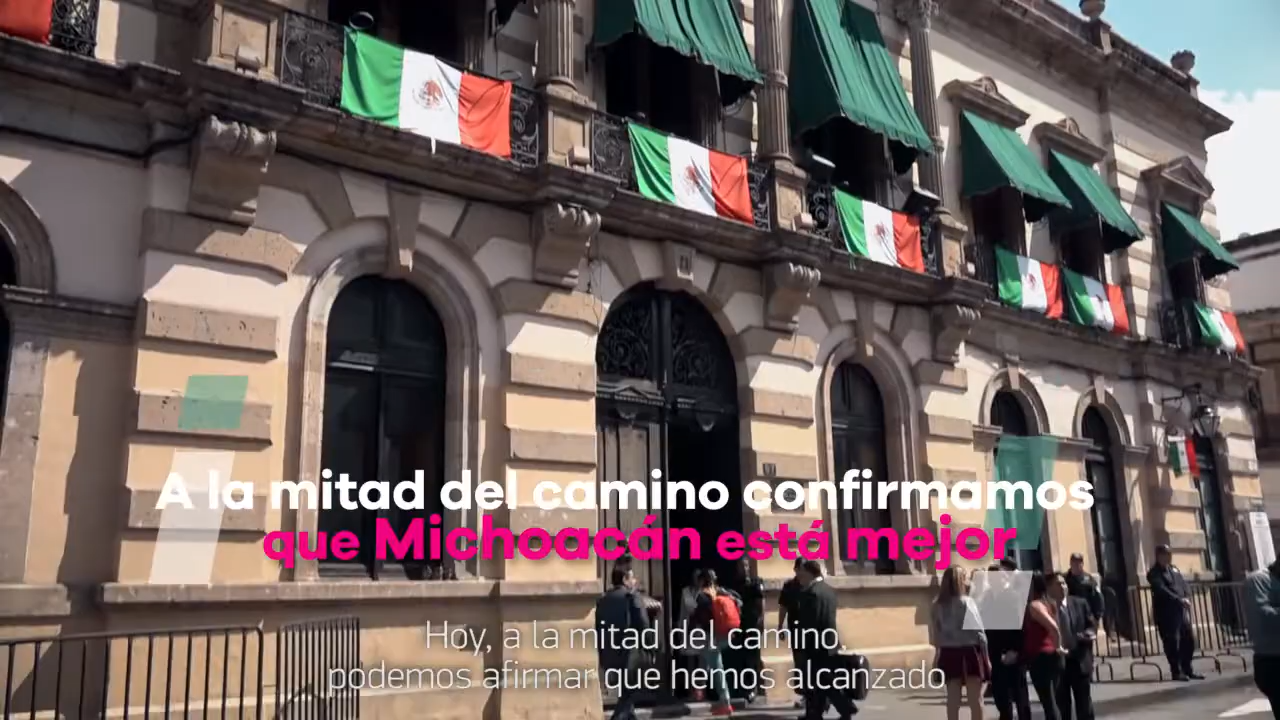 A la mitad del camino confirmamos
que Michoacán está mejor
Hoy, a la mitad del camino,
podemos afirmar que hemos alcanzado